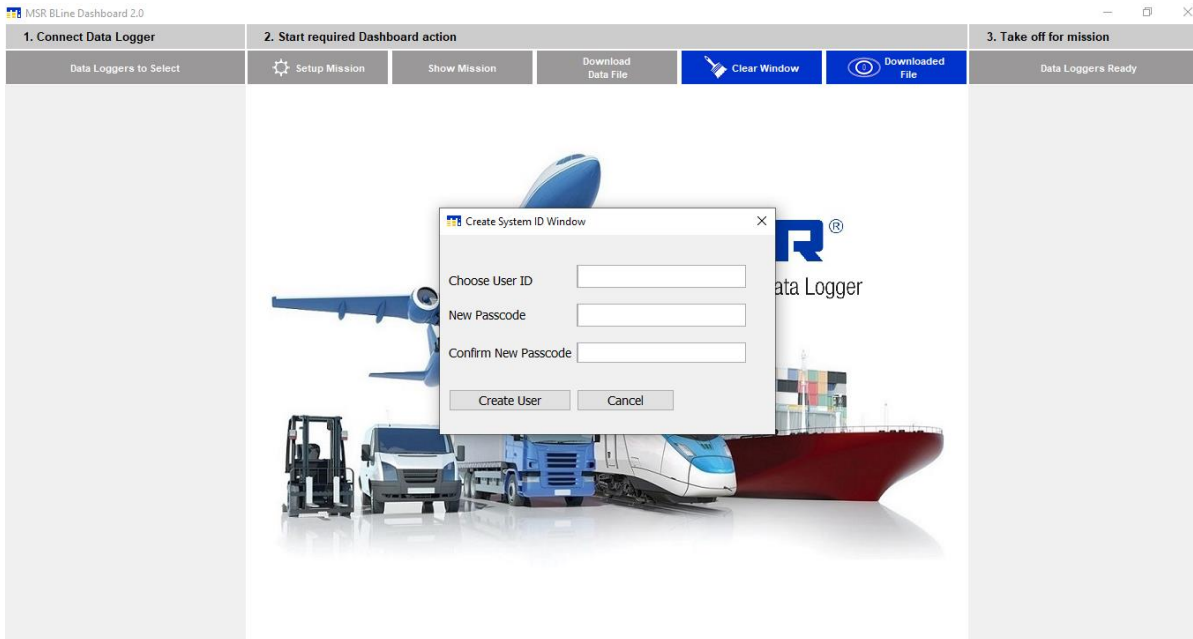 MSR BLine Dashboard 2.0
1. Connect Data Logger
2. Start required Dashboard action
3. Take off for mission
Data Loggers to Select
Setup Mission
Show Mission
Download
Data File
Clear Window
Downloaded
File
Data Loggers Ready
Create System ID Window
R®
ata Logger
Choose User ID
New Passcode
Confirm New Passcode
Create User
Cancel